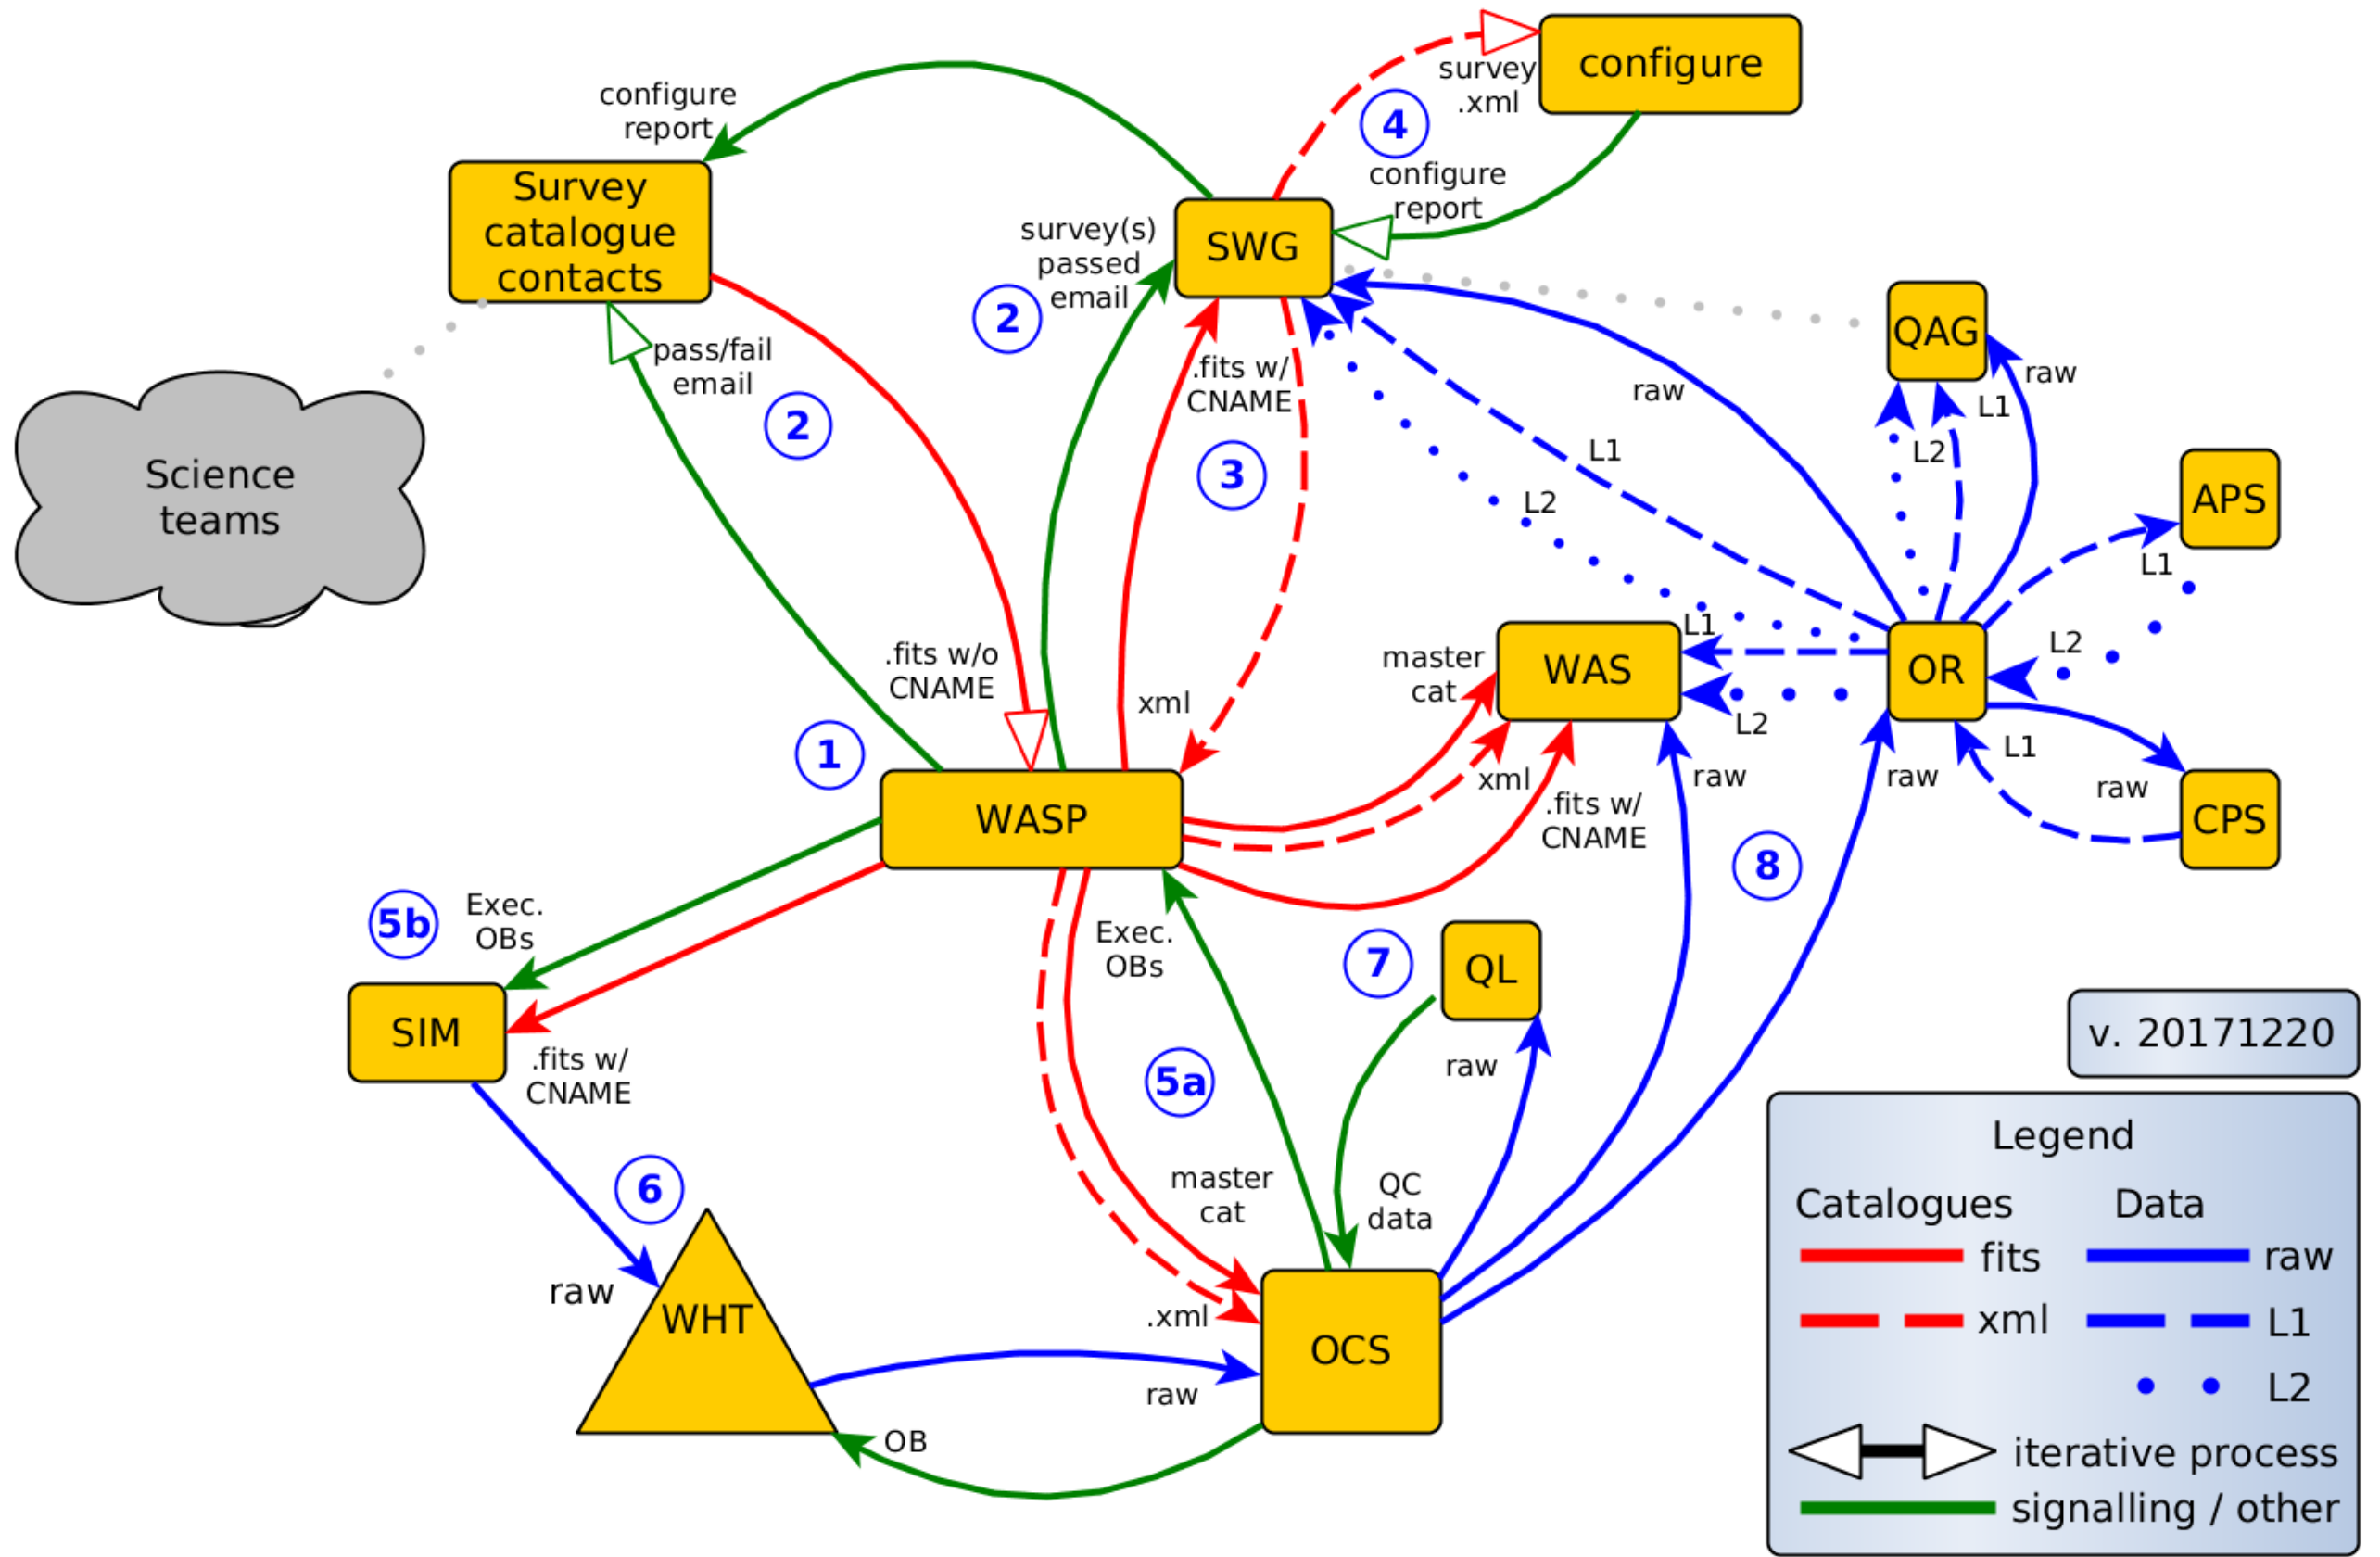 configure
survey
.xml
4
configure
report
configure
report
Survey
catalogue
contacts
SWG
survey(s)
passed
email
2
QAG
raw
L1
L2
pass/fail
email
2
.fits w/
CNAME
3
raw
L1
L2
APS
L1
Science
teams
.fits w/o
CNAME
1
xml
master
cat
WAS
L1
L2
OR
L2
L1
raw
CPS
WASP
xml
.fits w/
CNAME
raw
raw
8
5b
Exec.
OBs
SIM
.fits w/
CNAME
Exec.
OBs
7
QL
raw
5a
6
master
cat
QC
data
raw
WHT
.xml
OCS
raw
OB
v. 20171220
Legend
Catalogues
Data
fits
raw
xml
L1
L2
iterative process
signalling / other